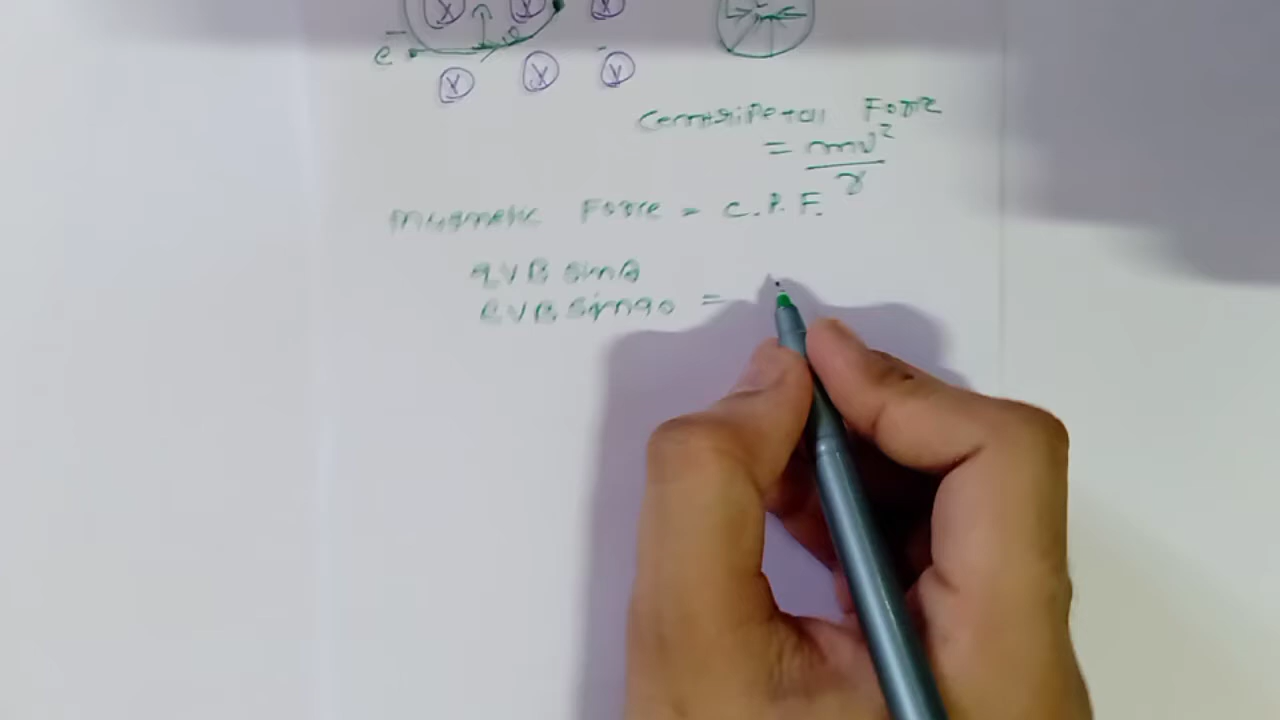 X X X
e⁻
X X X
Centripetal Force
= mv²/r
Magnetic Force = C.P.F.
qVB sinθ
eVB sin90 =